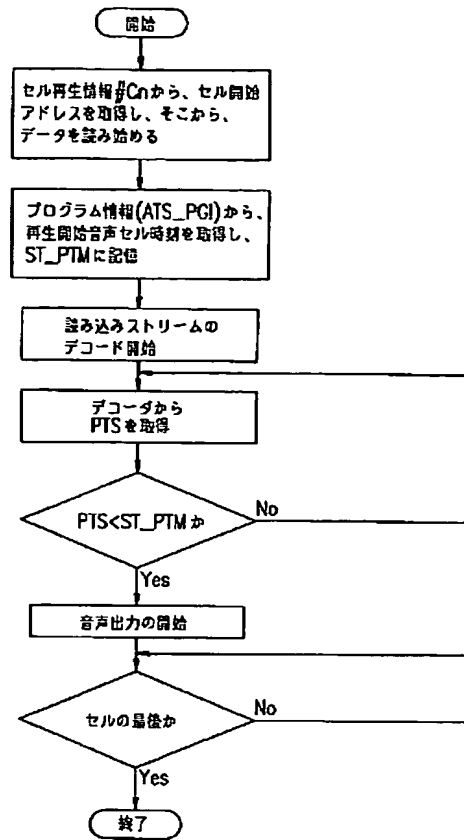 開始
セル再生情報#Cnから、セル開始
アドレスを取得し、そこから、
データを読み始める
プログラム情報(ATS_PGI)から、
再生開始音声セル時刻を取得し、
ST_PTMに記憶
読み込みストリームの
デコード開始
デコーダから
PTSを取得
PTS<ST_PTMか
No
Yes
音声出力の開始
セルの最後か
No
Yes
終了